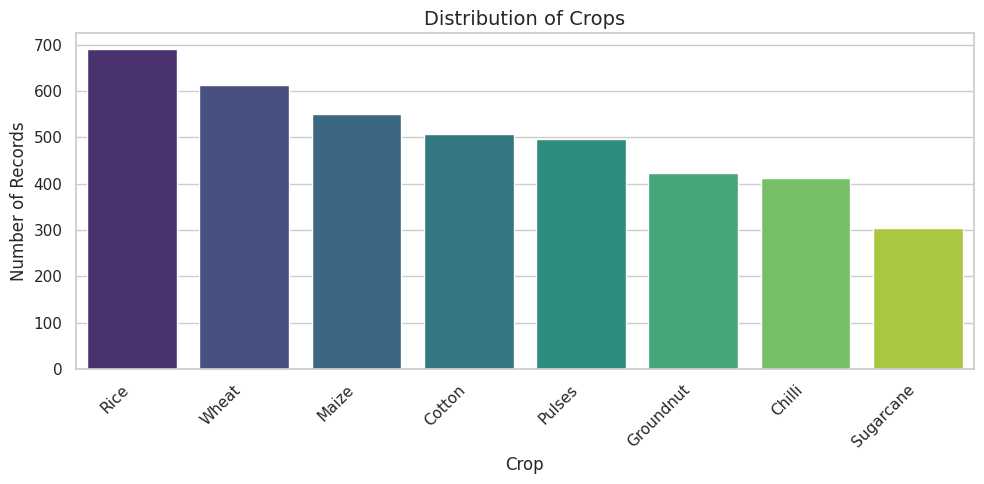 Distribution of Crops
Number of Records
700
600
500
400
300
200
100
0
Rice
Wheat
Maize
Cotton
Pulses
Groundnut
Chilli
Sugarcane
Crop